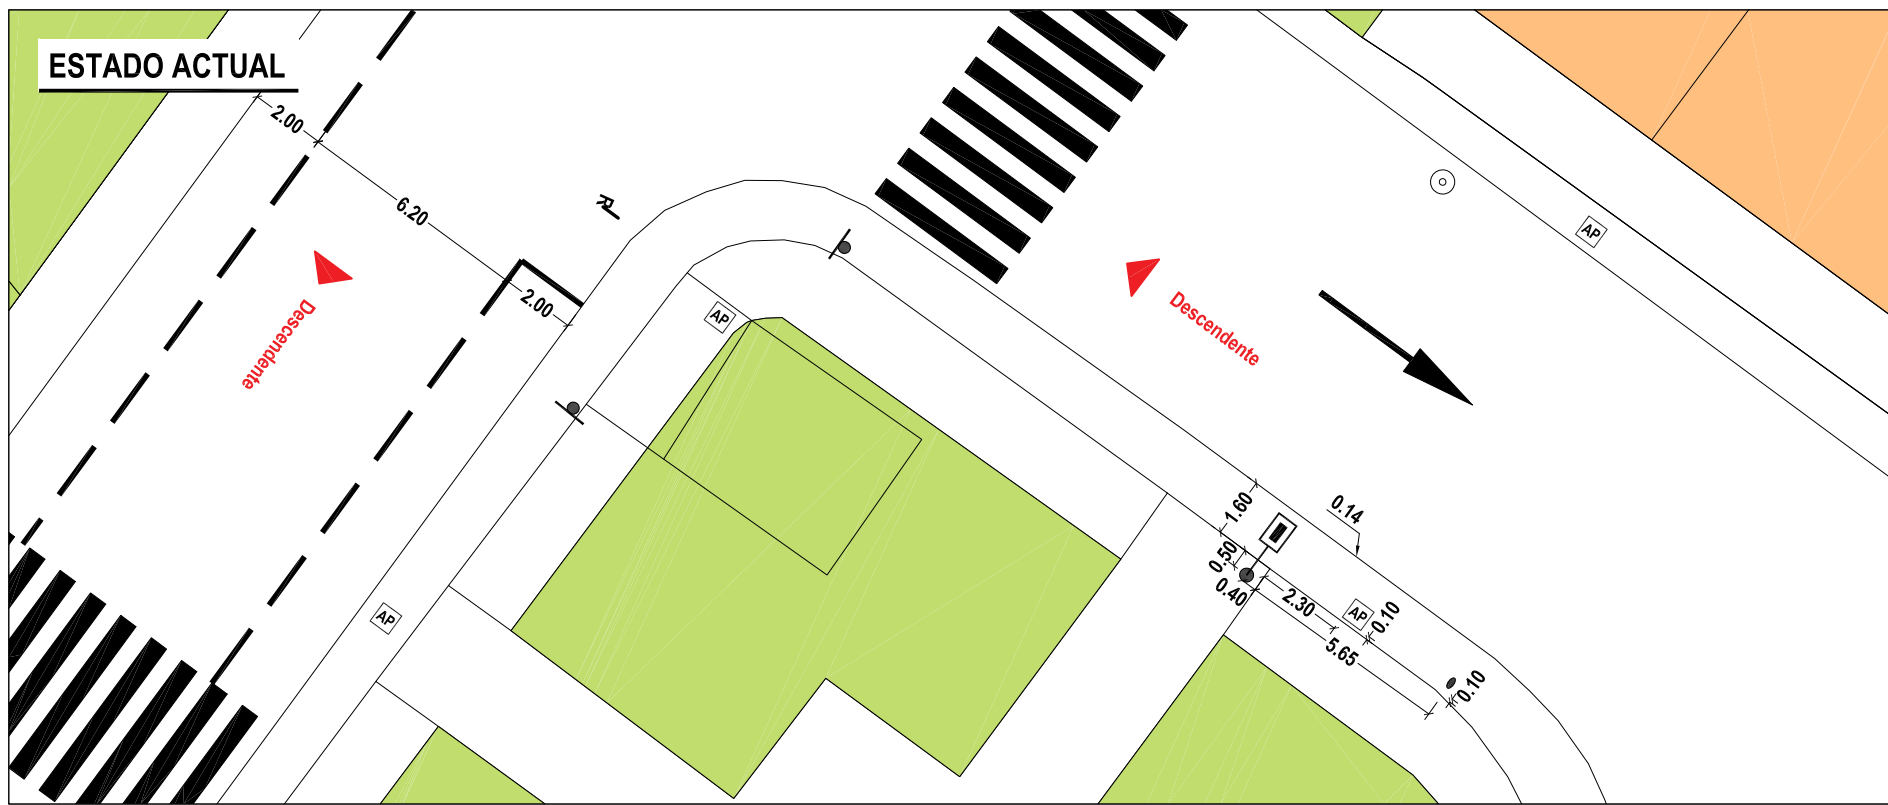 ESTADO ACTUAL
2.00
6.20
R
2.00
Descendente
AP
AP
Descendente
AP
1.60
0.14
0.50
0.40
2.30
AP
0.10
5.65
0.10